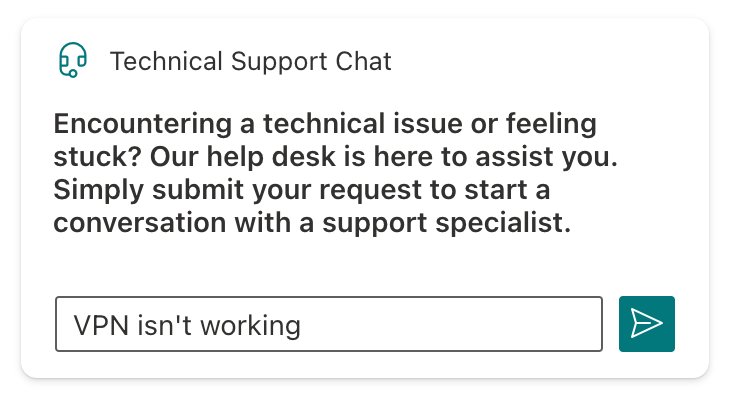 Technical Support Chat
Encountering a technical issue or feeling
stuck? Our help desk is here to assist you.
Simply submit your request to start a
conversation with a support specialist.
VPN isn't working